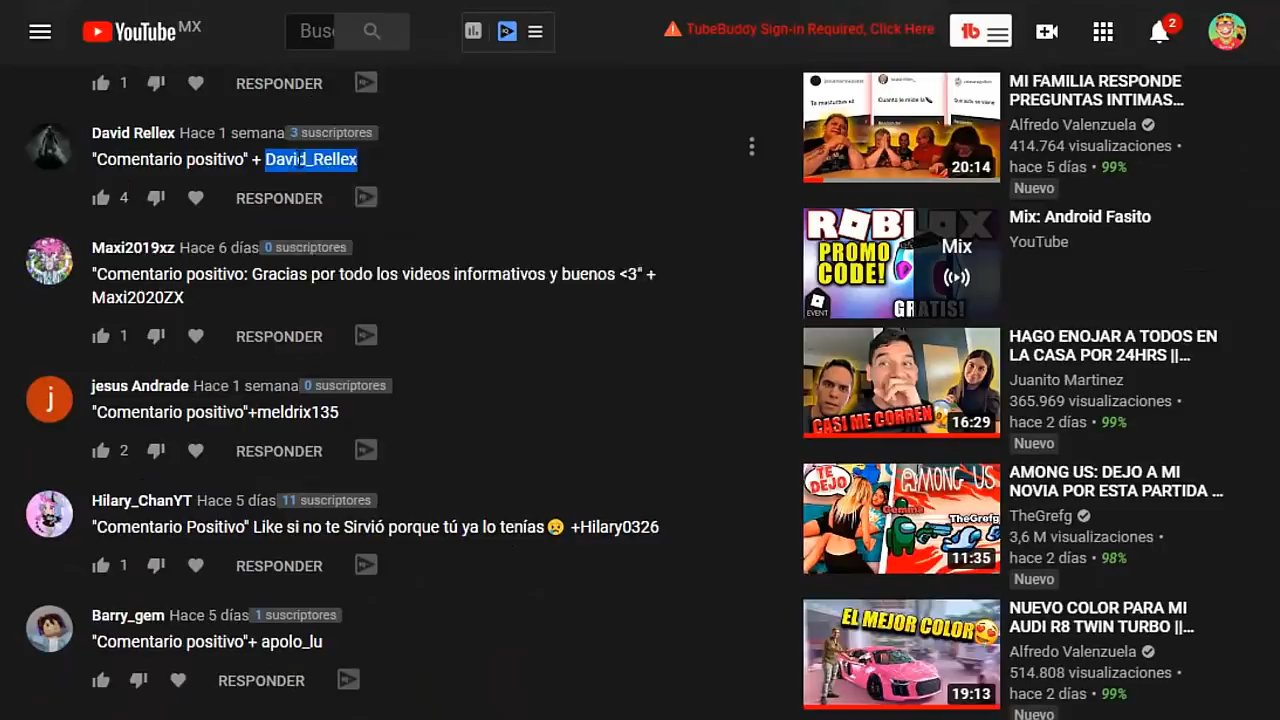 YouTube MX
Bus
TubeBuddy Sign-in Required, Click Here
tb
2
1 RESPONDER
David Rellex Hace 1 semana 3 suscriptores
"Comentario positivo" + David_Rellex
4 RESPONDER
Maxi2019xz Hace 6 días 0 suscriptores
"Comentario positivo: Gracias por todo los videos informativos y buenos <3" +
Maxi2020ZX
1 RESPONDER
jesus Andrade Hace 1 semana 0 suscriptores
j
"Comentario positivo"+meldrix135
2 RESPONDER
Hilary_ChanYT Hace 5 días 11 suscriptores
"Comentario Positivo" Like si no te Sirvió porque tú ya lo tenías😥 +Hilary0326
1 RESPONDER
Barry_gem Hace 5 días 1 suscriptores
"Comentario positivo"+ apolo_lu
RESPONDER
20:14
MI FAMILIA RESPONDE
PREGUNTAS INTIMAS...
Alfredo Valenzuela
414.764 visualizaciones •
hace 5 días • 99%
Nuevo
PROMO
CODE!
EVENT
GRATIS!
Mix
Mix: Android Fasito
YouTube
CASI ME CORREN
16:29
HAGO ENOJAR A TODOS EN
LA CASA POR 24HRS ||...
Juanito Martinez
365.969 visualizaciones •
hace 2 días • 99%
Nuevo
TE
DEJO
AMONG US
Gemma
TheGrefg
11:35
AMONG US: DEJO A MI
NOVIA POR ESTA PARTIDA ...
TheGrefg
3,6 M visualizaciones •
hace 2 días • 98%
Nuevo
EL MEJOR COLOR
19:13
NUEVO COLOR PARA MI
AUDI R8 TWIN TURBO ||...
Alfredo Valenzuela
514.808 visualizaciones •
hace 2 días • 99%
Nuevo